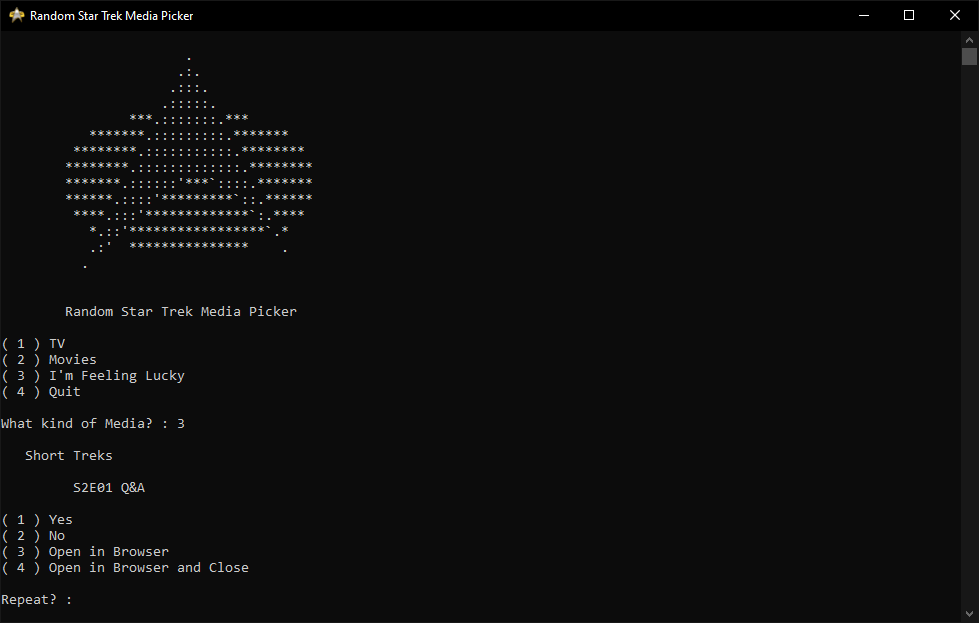 Random Star Trek Media Picker
                       .
                      .:.
                     .:::.
                    .:::::.
                ***.:::::::.***
           *******.:::::::::.*******
         ********.:::::::::::.********
        ********.:::::::::::::.********
        *******.::::::'***`::::.*******
        ******.::::'*********`::.******
         ****.:::'*************`:.****
           *.::'*****************`.*
           .:'  ***************    .
          .
Random Star Trek Media Picker
( 1 ) TV
( 2 ) Movies
( 3 ) I'm Feeling Lucky
( 4 ) Quit
What kind of Media? : 3
Short Treks
S2E01 Q&A
( 1 ) Yes
( 2 ) No
( 3 ) Open in Browser
( 4 ) Open in Browser and Close
Repeat? :